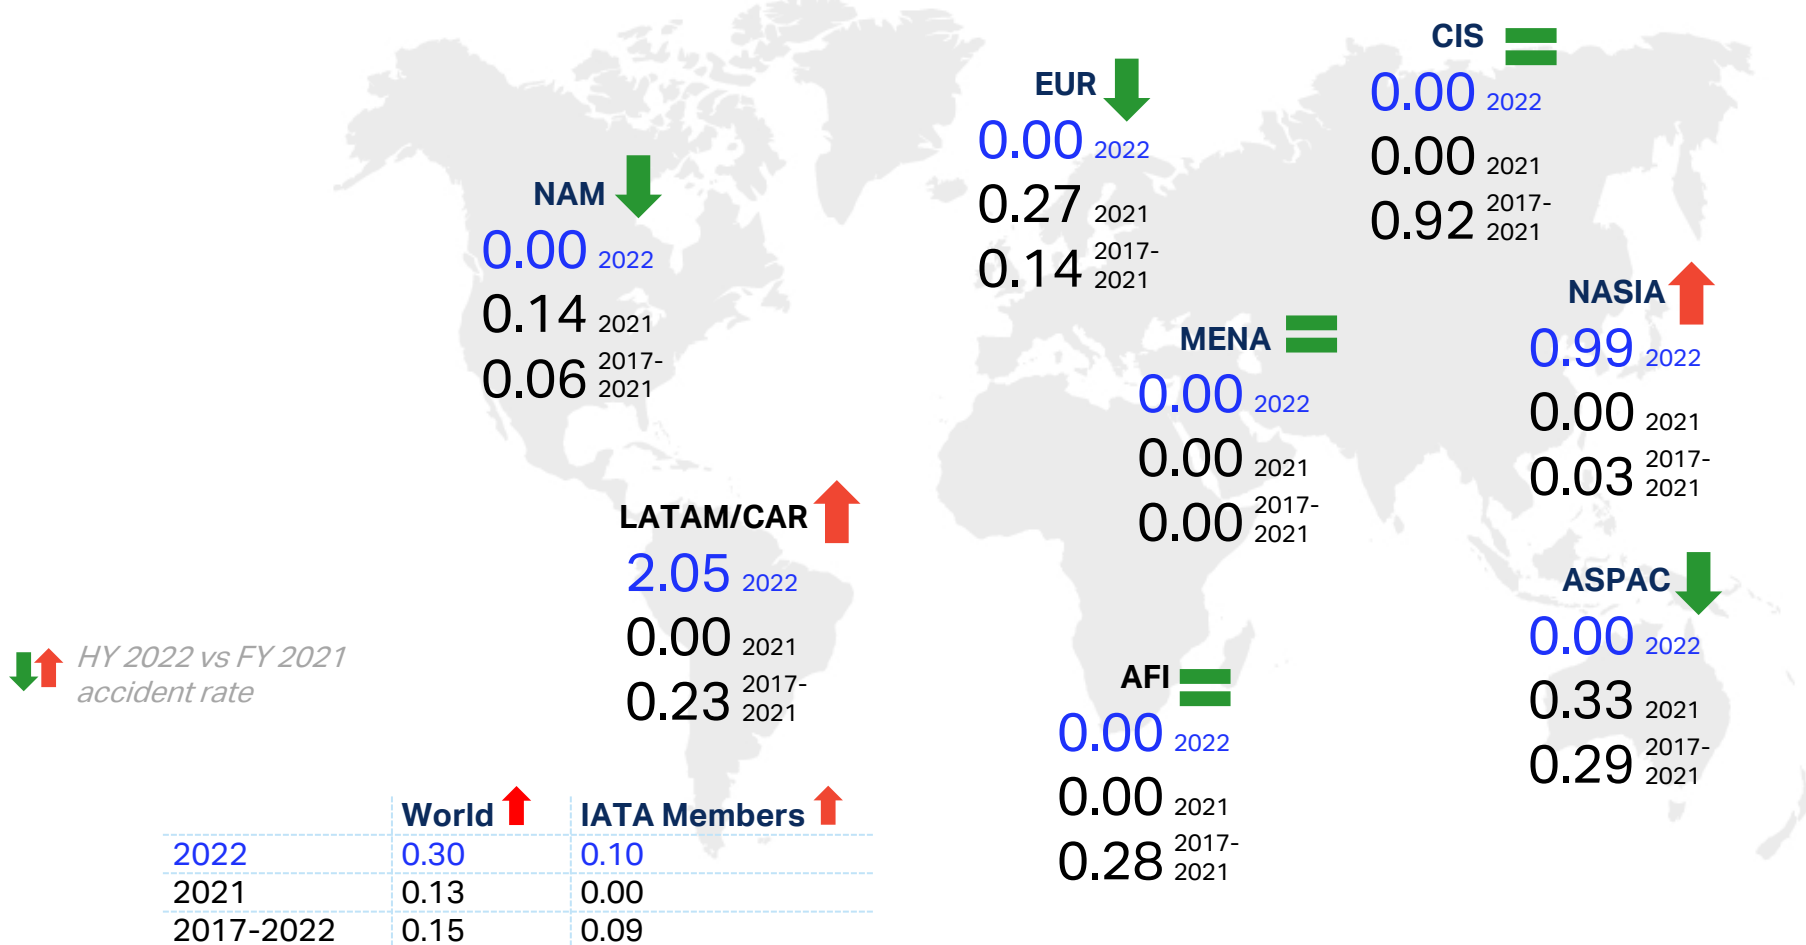 CIS
0.00 2022
0.00 2021
0.92 2017-
2021
EUR
0.00 2022
0.27 2021
0.14 2017-
2021
NAM
0.00 2022
0.14 2021
0.06 2017-
2021
NASIA
0.99 2022
0.00 2021
0.03 2017-
2021
MENA
0.00 2022
0.00 2021
0.00 2017-
2021
LATAM/CAR
2.05 2022
0.00 2021
0.23 2017-
2021
ASPAC
0.00 2022
0.33 2021
0.29 2017-
2021
AFI
0.00 2022
0.00 2021
0.28 2017-
2021
HY 2022 vs FY 2021
accident rate
World IATA Members
2022 0.30 0.10
2021 0.13 0.00
2017-2022 0.15 0.09